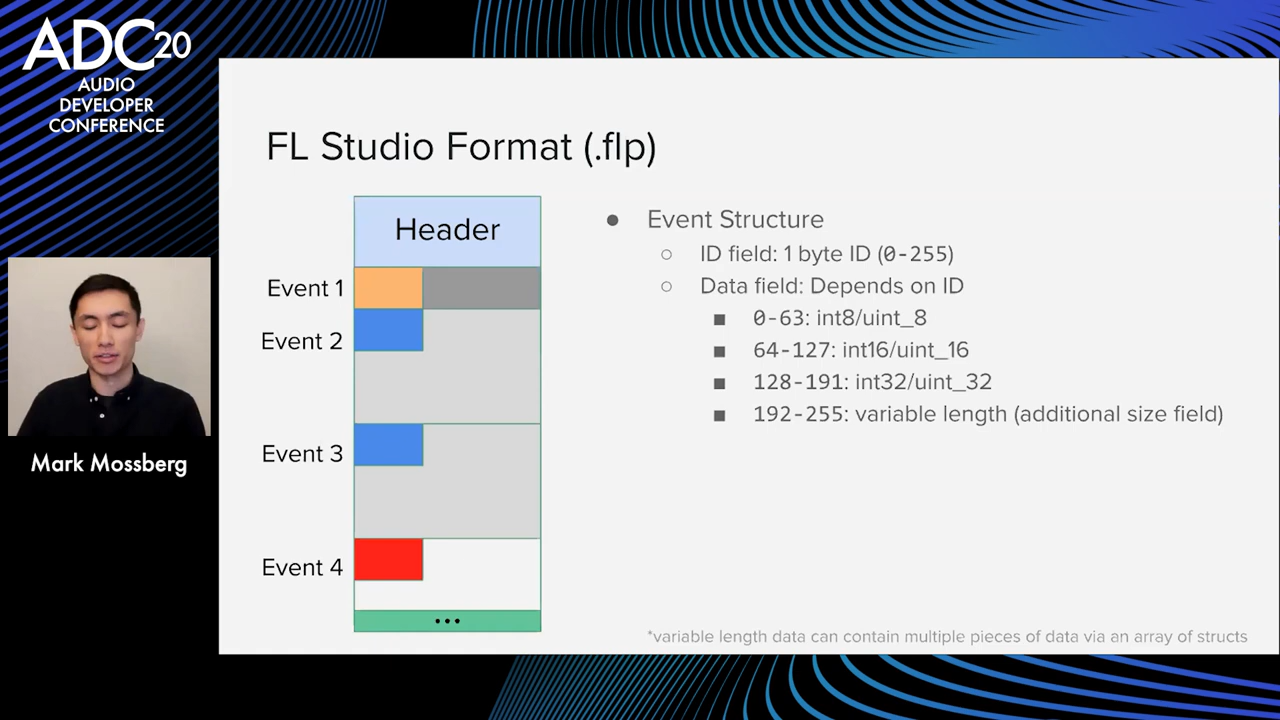 ADC20
AUDIO
DEVELOPER
CONFERENCE
Mark Mossberg
FL Studio Format (.flp)
Header
Event 1
Event 2
Event 3
Event 4
...
● Event Structure
○ ID field: 1 byte ID (0-255)
○ Data field: Depends on ID
■ 0-63: int8/uint_8
■ 64-127: int16/uint_16
■ 128-191: int32/uint_32
■ 192-255: variable length (additional size field)
*variable length data can contain multiple pieces of data via an array of structs